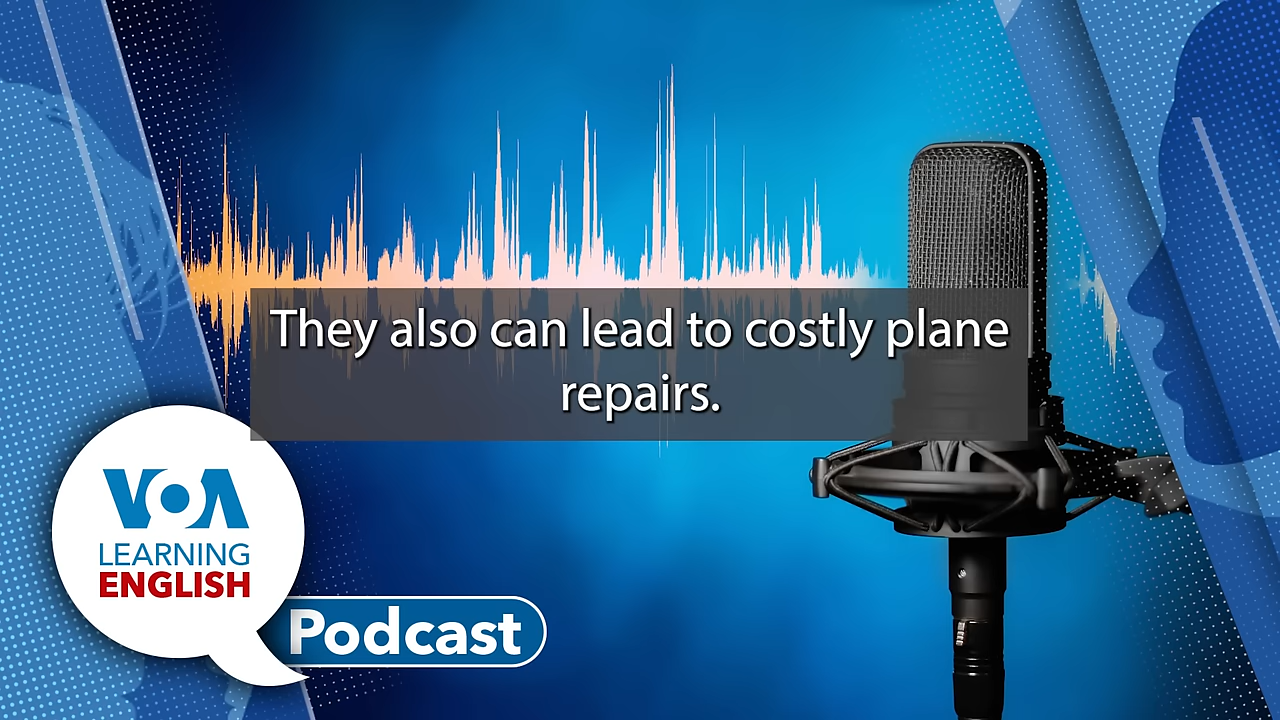 They also can lead to costly plane
repairs.
VOA
LEARNING
ENGLISH
Podcast